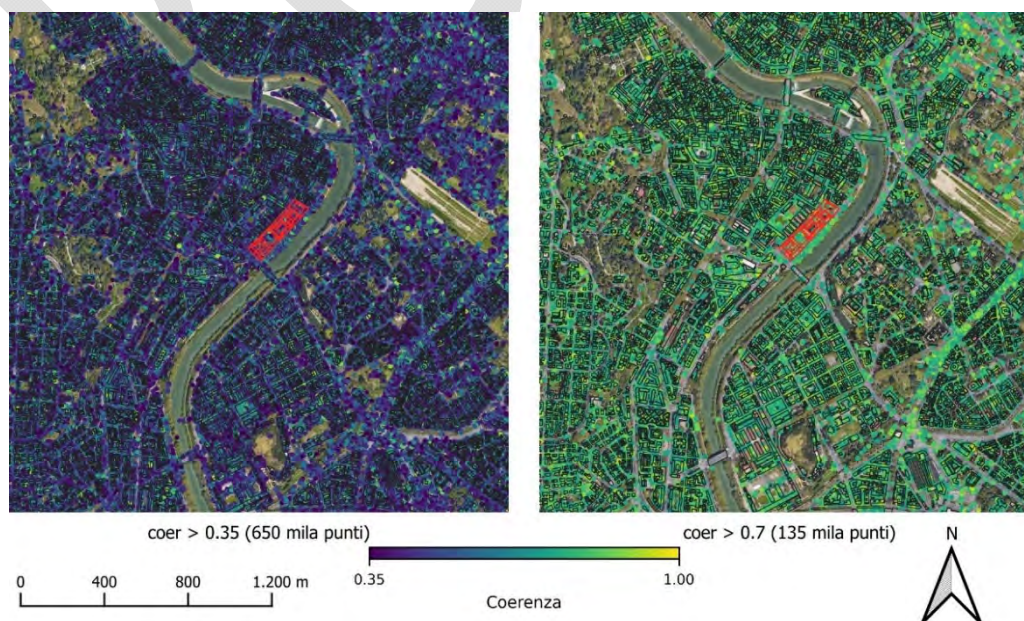 coer > 0.35 (650 mila punti)
coer > 0.7 (135 mila punti)
N
0.35
1.00
Coerenza
0
400
800
1.200 m